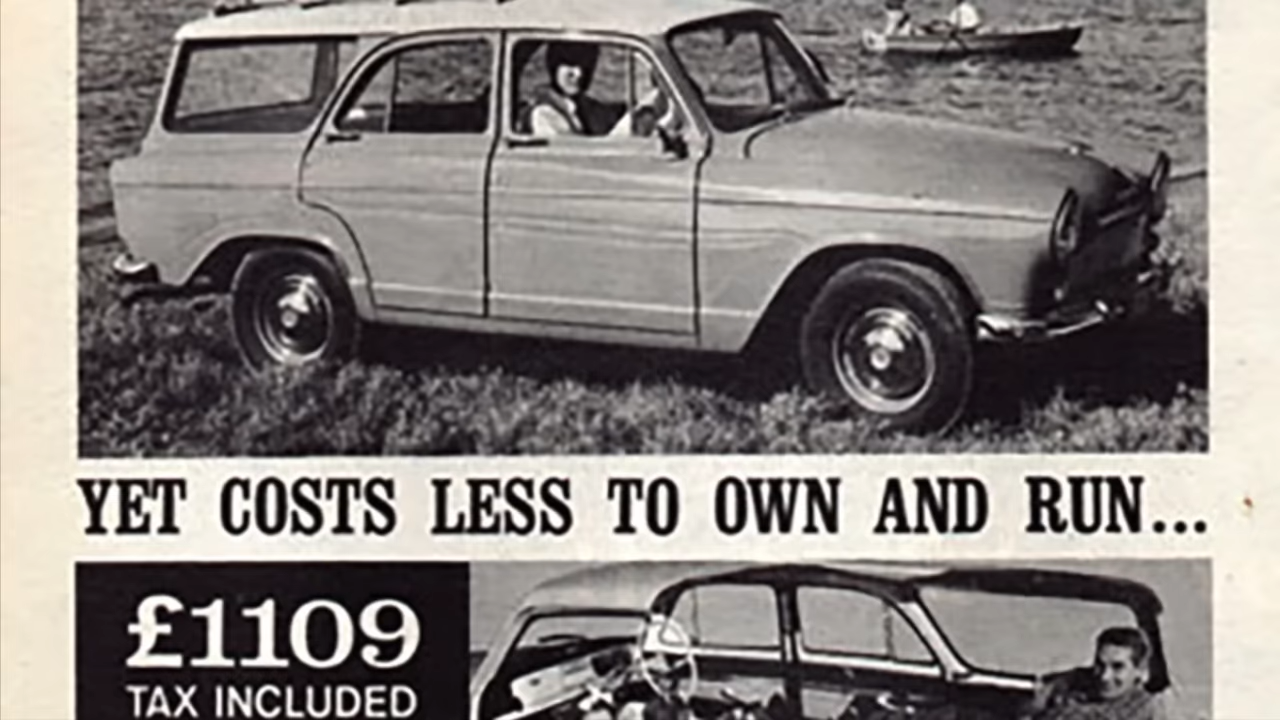 YET COSTS LESS TO OWN AND RUN...
£1109
TAX INCLUDED